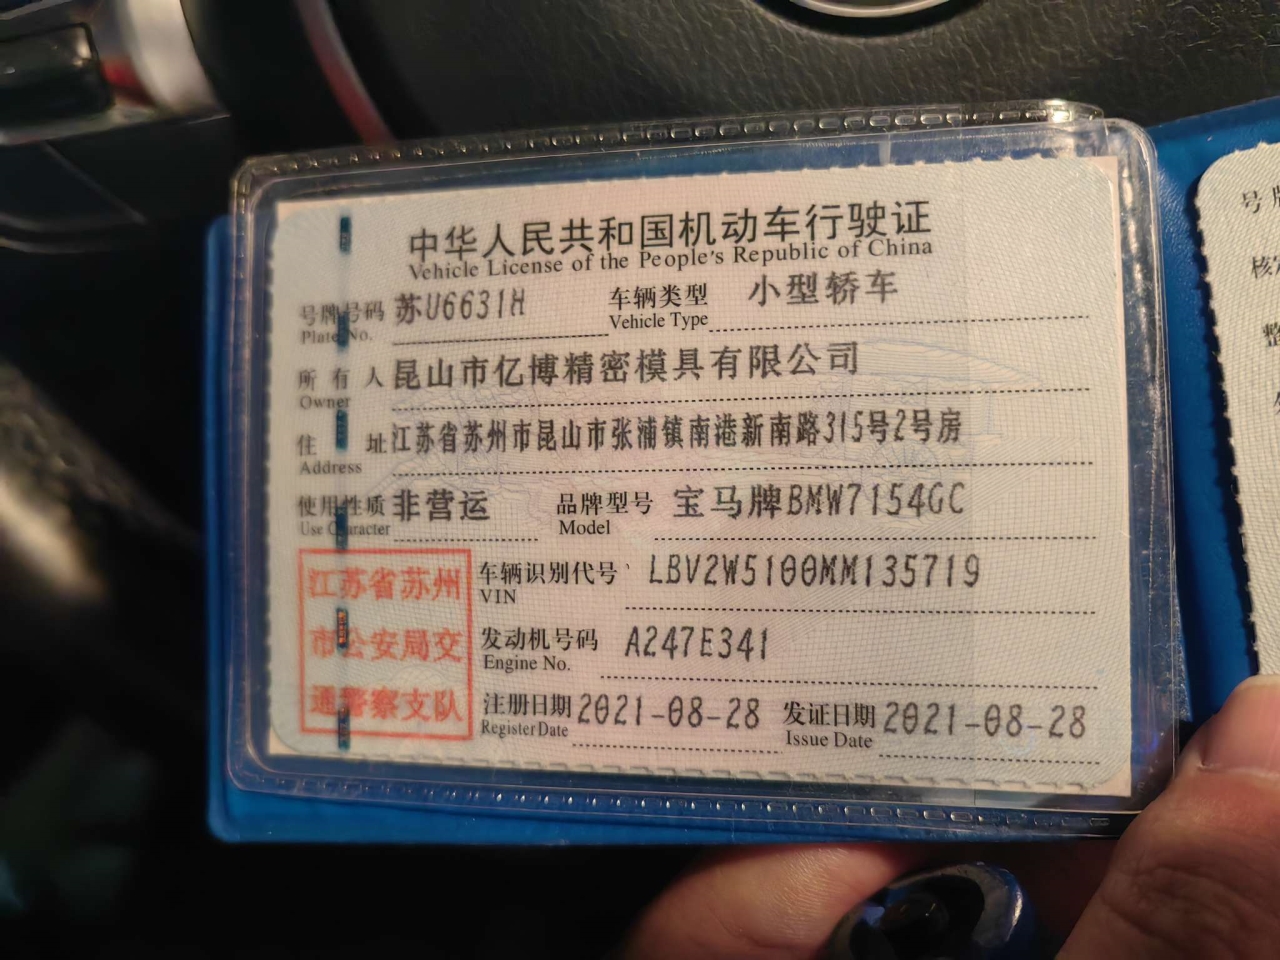 中华人民共和国机动车行驶证
Vehicle License of the People's Republic of China
号牌号码 苏U6631H 车辆类型 小型轿车
Plate No. Vehicle Type
所有人 昆山市亿博精密模具有限公司
Owner
住址 江苏省苏州市昆山市张浦镇南港新南路315号2号房
Address
使用性质 非营运 品牌型号 宝马牌BMW7154GC
Use Character Model
江苏省苏州
市公安局交
通警察支队
车辆识别代号 LBV2W5100MM135719
VIN
发动机号码 A247E341
Engine No.
注册日期 2021-08-28 发证日期 2021-08-28
Register Date Issue Date
号牌
核定
整